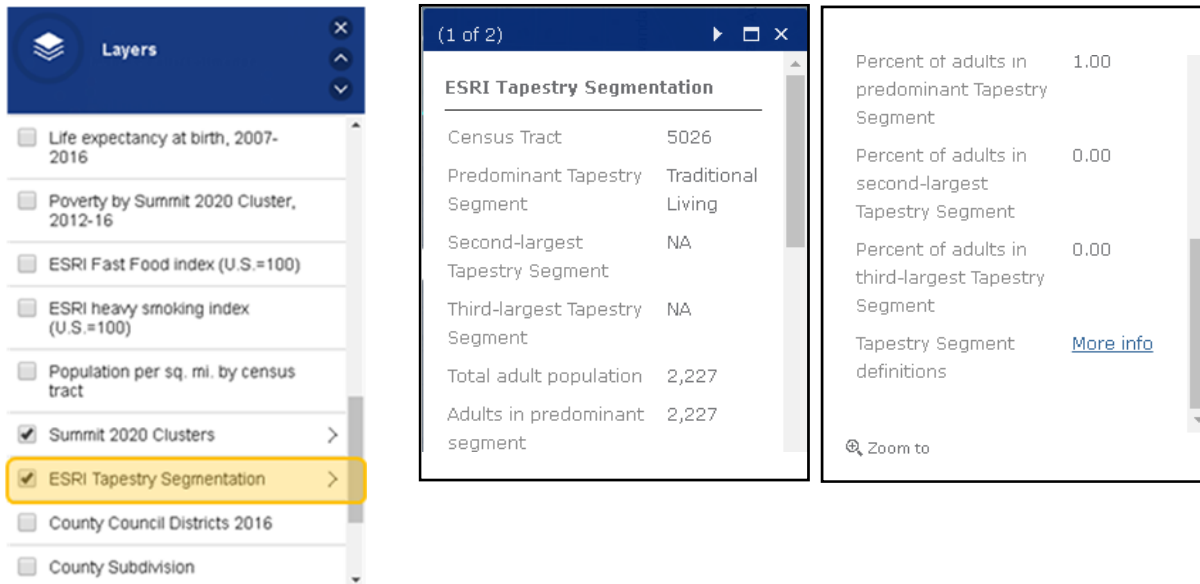 Layers
Life expectancy at birth, 2007-
2016
Poverty by Summit 2020 Cluster,
2012-16
ESRI Fast Food index (U.S.=100)
ESRI heavy smoking index
(U.S.=100)
Population per sq. mi. by census
tract
Summit 2020 Clusters
ESRI Tapestry Segmentation
County Council Districts 2016
County Subdivision
(1 of 2)
ESRI Tapestry Segmentation
Census Tract 5026
Predominant Tapestry Traditional
Segment Living
Second-largest NA
Tapestry Segment
Third-largest Tapestry NA
Segment
Total adult population 2,227
Adults in predominant 2,227
segment
Percent of adults in 1.00
predominant Tapestry
Segment
Percent of adults in 0.00
second-largest
Tapestry Segment
Percent of adults in 0.00
third-largest Tapestry
Segment
Tapestry Segment More info
definitions
Zoom to